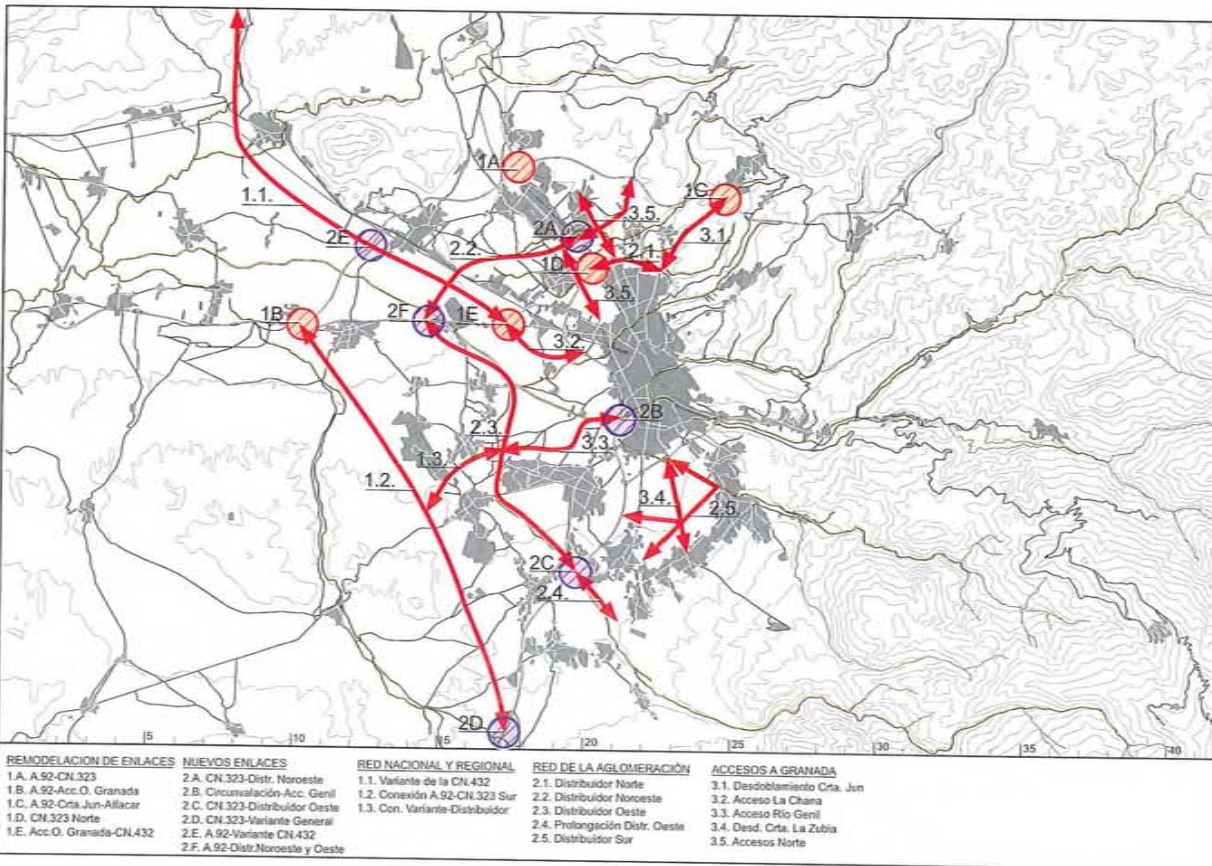 1A
1C
1.1.
3.5.
2E
2.2.
2A
2.1.
3.1.
1D
3.5.
1B
2F
1E
3.2.
2B
2.3.
3.3.
1.3.
1.2.
3.4.
2.5.
2C
2.4.
2D
5 10 15 20 25 30 35 40
REMODELACION DE ENLACES
1.A. A.92-CN.323
1.B. A.92-Acc.O. Granada
1.C. A.92-Crta.Jun-Alfacar
1.D. CN.323 Norte
1.E. Acc.O. Granada-CN.432
NUEVOS ENLACES
2.A. CN.323-Distr. Noroeste
2.B. Circunvalación-Acc. Genil
2.C. CN.323-Distribuidor Oeste
2.D. CN.323-Variante General
2.E. A.92-Variante CN.432
2.F. A.92-Distr.Noroeste y Oeste
RED NACIONAL Y REGIONAL
1.1. Variante de la CN.432
1.2. Conexión A.92-CN.323 Sur
1.3. Con. Variante-Distribuidor
RED DE LA AGLOMERACIÓN
2.1. Distribuidor Norte
2.2. Distribuidor Noroeste
2.3. Distribuidor Oeste
2.4. Prolongación Distr. Oeste
2.5. Distribuidor Sur
ACCESOS A GRANADA
3.1. Desdoblamiento Crta. Jun
3.2. Acceso La Chana
3.3. Acceso Río Genil
3.4. Desd. Crta. La Zubia
3.5. Accesos Norte